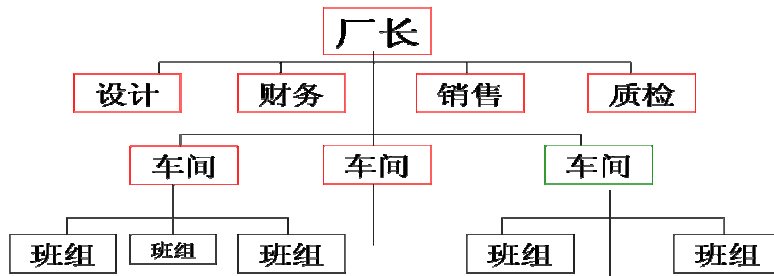 厂长
设计 财务 销售 质检
车间 车间 车间
班组 班组 班组 班组 班组